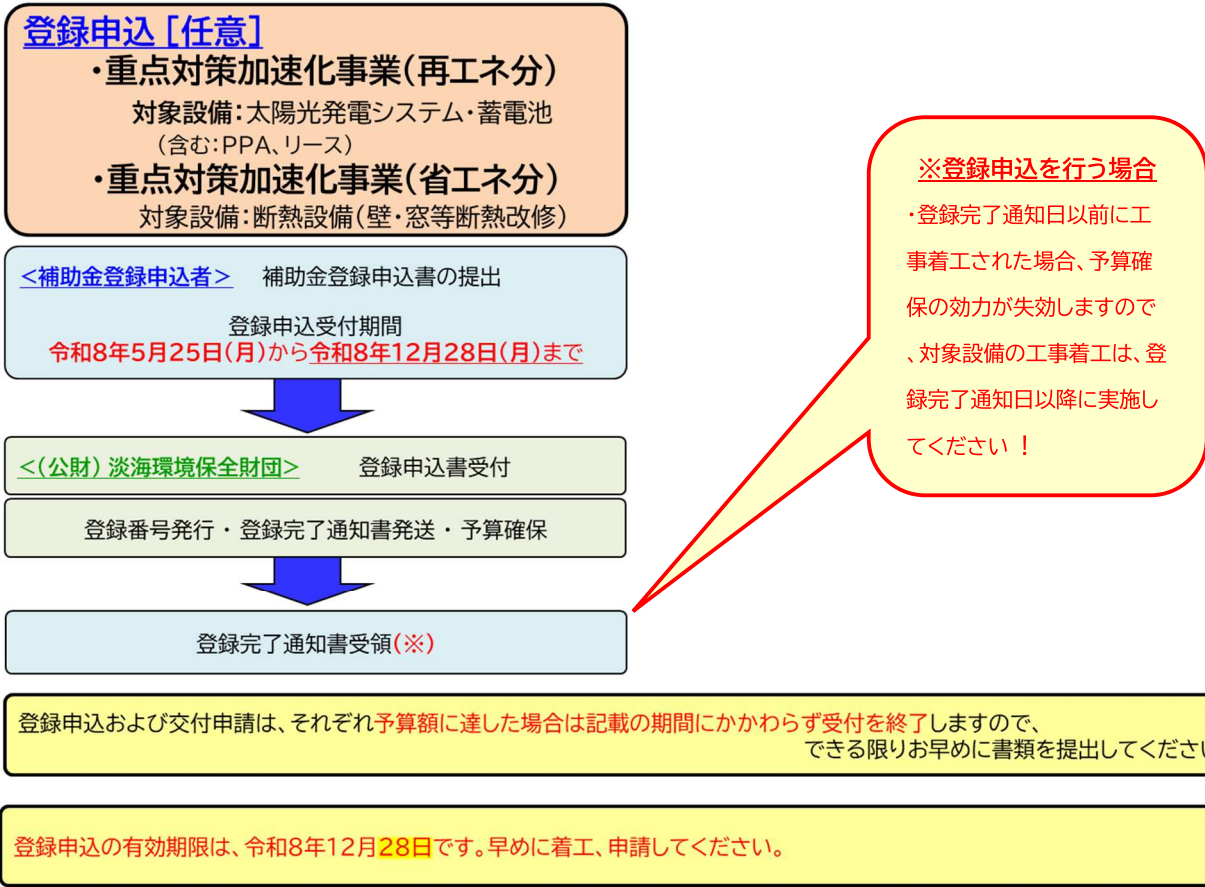 登録申込 [任意]
・重点対策加速化事業(再エネ分)
対象設備:太陽光発電システム・蓄電池
(含む:PPA、リース)
・重点対策加速化事業(省エネ分)
対象設備:断熱設備(壁・窓等断熱改修)
<補助金登録申込者> 補助金登録申込書の提出
登録申込受付期間
令和8年5月25日(月)から令和8年12月28日(月)まで
<(公財) 淡海環境保全財団> 登録申込書受付
登録番号発行 ・ 登録完了通知書発送 ・ 予算確保
登録完了通知書受領(※)
※登録申込を行う場合
・登録完了通知日以前に工
事着工された場合、予算確
保の効力が失効しますので
、対象設備の工事着工は、登
録完了通知日以降に実施し
てください !
登録申込および交付申請は、それぞれ予算額に達した場合は記載の期間にかかわらず受付を終了しますので、
できる限りお早めに書類を提出してくださ
登録申込の有効期限は、令和8年12月28日です。早めに着工、申請してください。